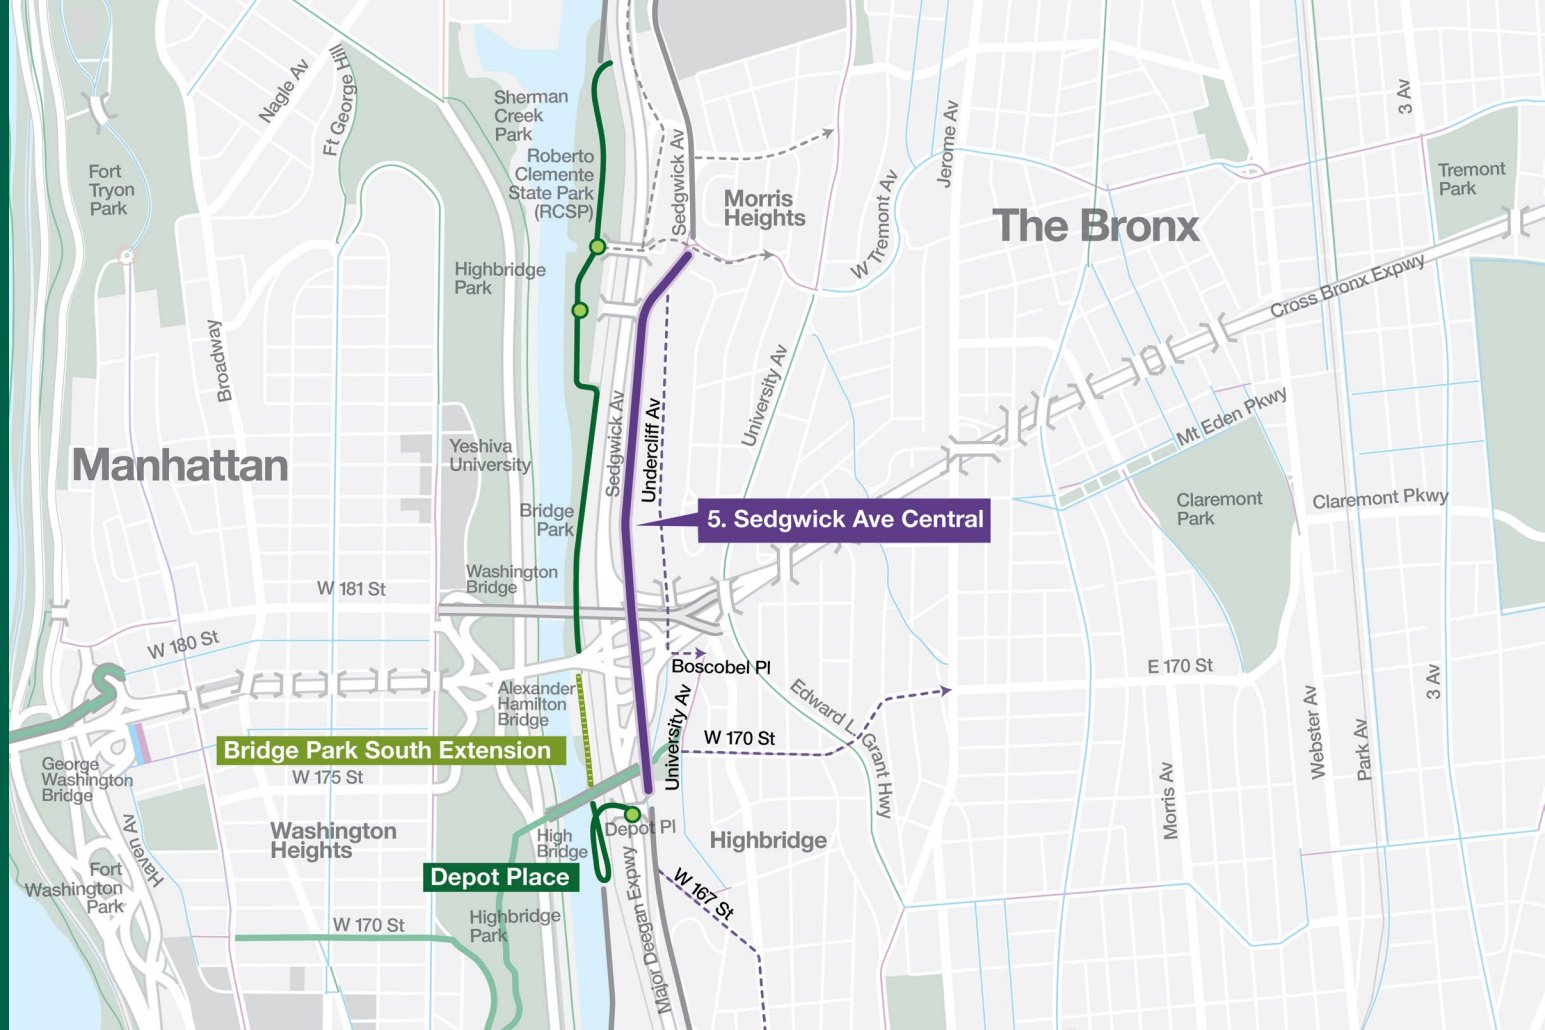 Nagle Av
Ft George Hill
Sherman
Creek
Park
3 Av
Fort
Tryon
Park
Roberto
Clemente
State Park
(RCSP)
Sedgwick Av
Morris
Heights
Jerome Av
W Tremont Av
The Bronx
Tremont
Park
Highbridge
Park
Cross Bronx Expwy
Broadway
University Av
Sedgwick Av
Undercliff Av
Mt Eden Pkwy
Manhattan
Yeshiva
University
Bridge
Park
5. Sedgwick Ave Central
Claremont
Park
Claremont Pkwy
Washington
Bridge
W 181 St
W 180 St
Boscobel Pl
E 170 St
Alexander
Hamilton
Bridge
University Av
Edward L. Grant Hwy
3 Av
Webster Av
Park Av
Bridge Park South Extension
W 170 St
George
Washington
Bridge
W 175 St
Morris Av
Washington
Heights
High
Bridge
Depot Pl
Highbridge
Haven Av
Depot Place
Fort
Washington
Park
Major Deegan Expwy
W 167 St
W 170 St
Highbridge
Park